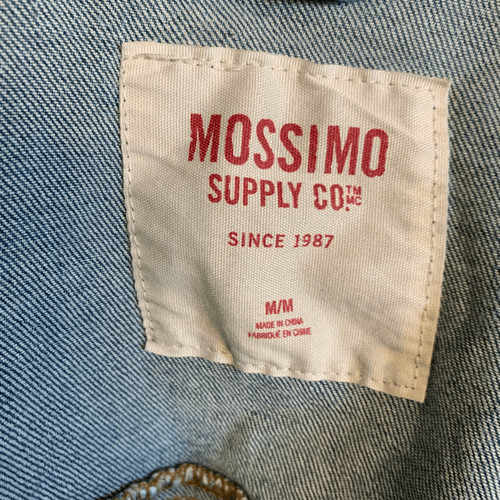 MOSSIMO
SUPPLY CO.™ MC
SINCE 1987
M/M
MADE IN CHINA
FABRIQUÉ EN CHINE